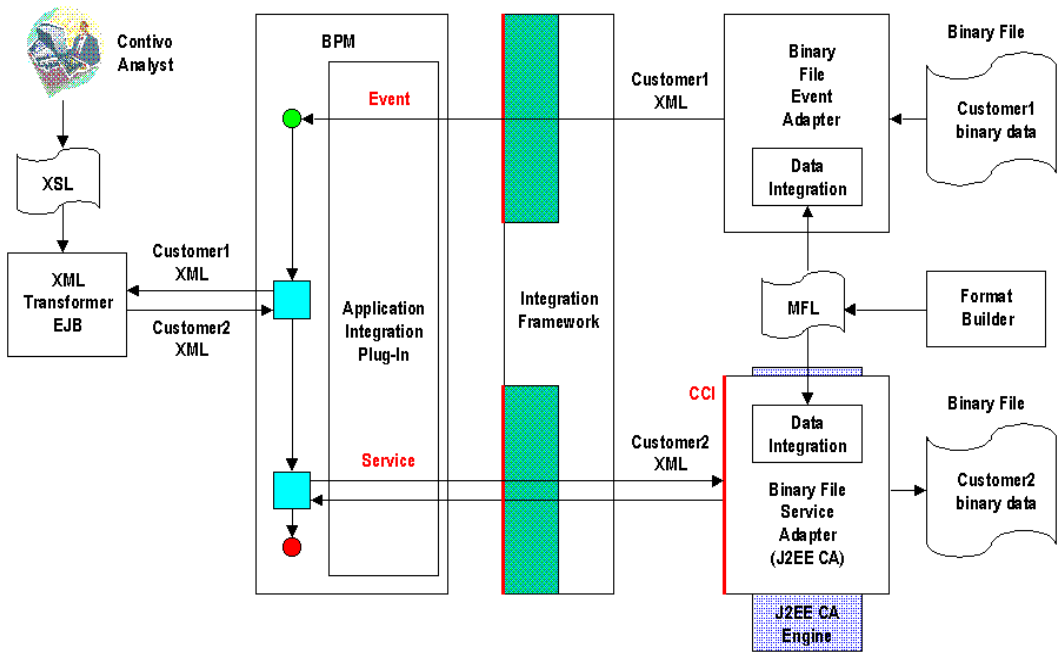 Contivo
Analyst
XSL
XML
Transformer
EJB
Customer1
XML
Customer2
XML
BPM
Event
Application
Integration
Plug-In
Service
Integration
Framework
Customer1
XML
Customer2
XML
Binary
File
Event
Adapter
Data
Integration
Binary File
Customer1
binary data
MFL
Format
Builder
CCI
Data
Integration
Binary File
Service
Adapter
(J2EE CA)
J2EE CA
Engine
Binary File
Customer2
binary data